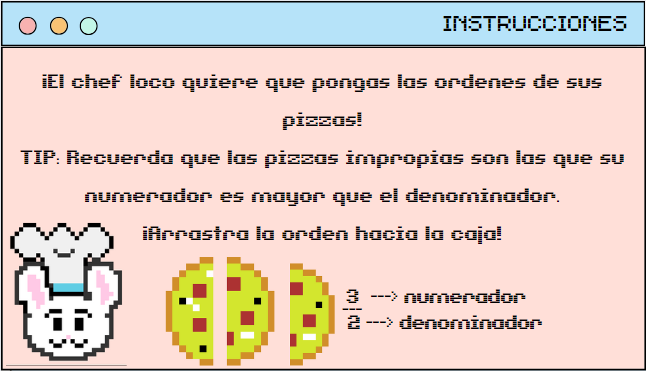 INSTRUCCIONES
¡El chef loco quiere que pongas las ordenes de sus
pizzas!
TIP: Recuerda que las pizzas impropias son las que su
numerador es mayor que el denominador.
¡Arrastra la orden hacia la caja!
3 ---> numerador
---
2 ---> denominador